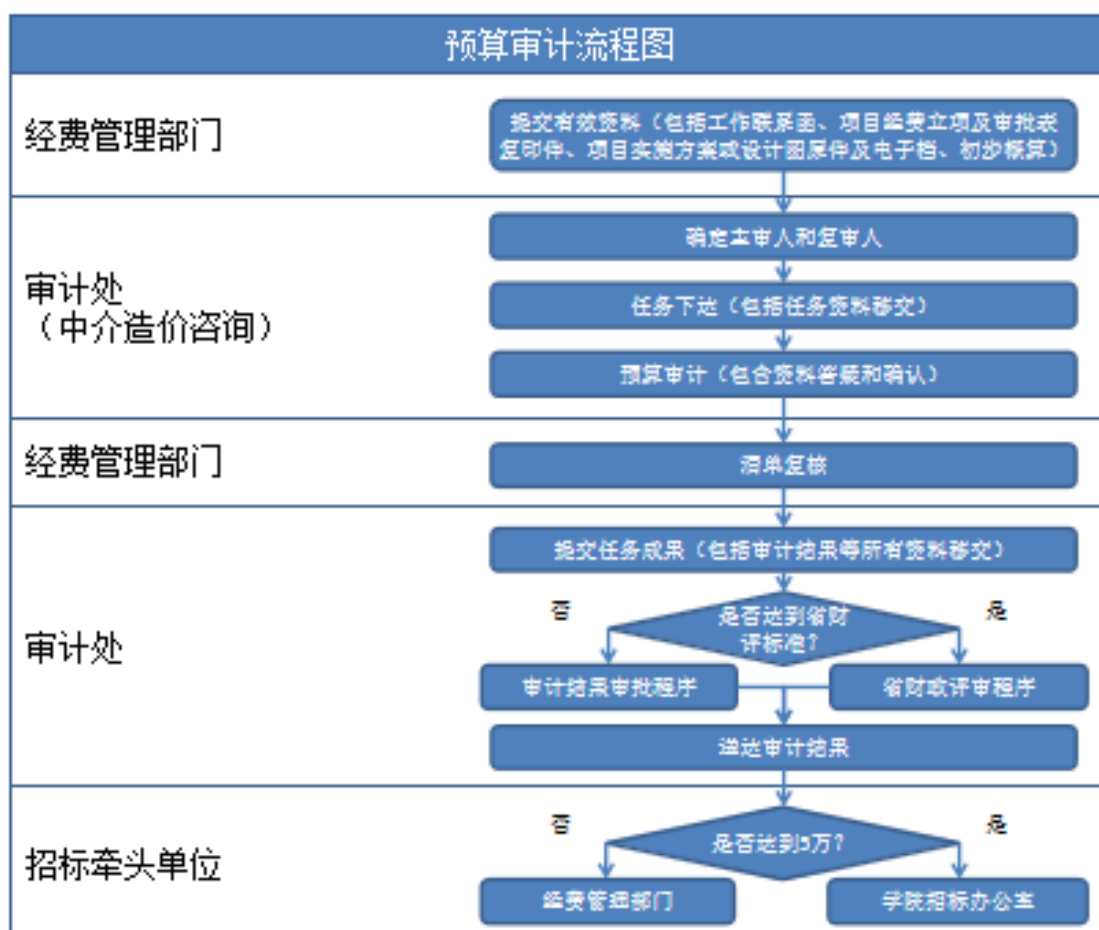 预算审计流程图
经费管理部门
提交有效资料（包括工作联系函、项目经费立项及审批表
复印件、项目实施方案或设计图原件及电子档、初步概算）
审计处
（中介造价咨询）
确定主审人和复审人
任务下达（包括任务资料移交）
预算审计（包含资料答疑和确认）
经费管理部门
清单复核
审计处
提交任务成果（包括审计结果等所有资料移交）
否
是否达到省财
评标准？
是
审计结果审批程序
省财政评审程序
送达审计结果
招标牵头单位
否
是否达到5万？
是
经费管理部门
学院招标办公室